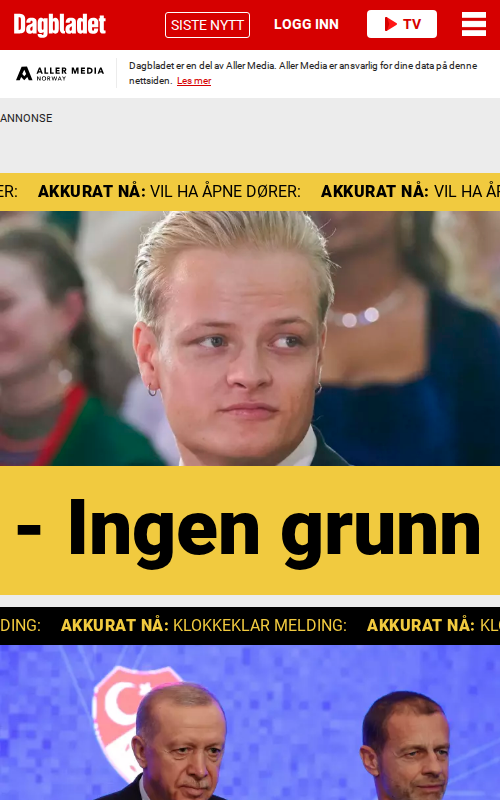 Dagbladet
SISTE NYTT
LOGG INN
TV
ALLER MEDIA
NORWAY
Dagbladet er en del av Aller Media. Aller Media er ansvarlig for dine data på denne
nettsiden. Les mer
ANNONSE
ER: AKKURAT NÅ: VIL HA ÅPNE DØRER: AKKURAT NÅ: VIL HA ÅP
- Ingen grunn
DING: AKKURAT NÅ: KLOKKEKLAR MELDING: AKKURAT NÅ: KLO